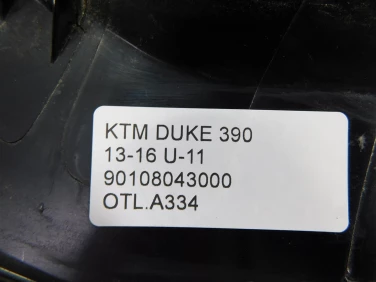 KTM DUKE 390
13-16 U-11
90108043000
OTL.A334